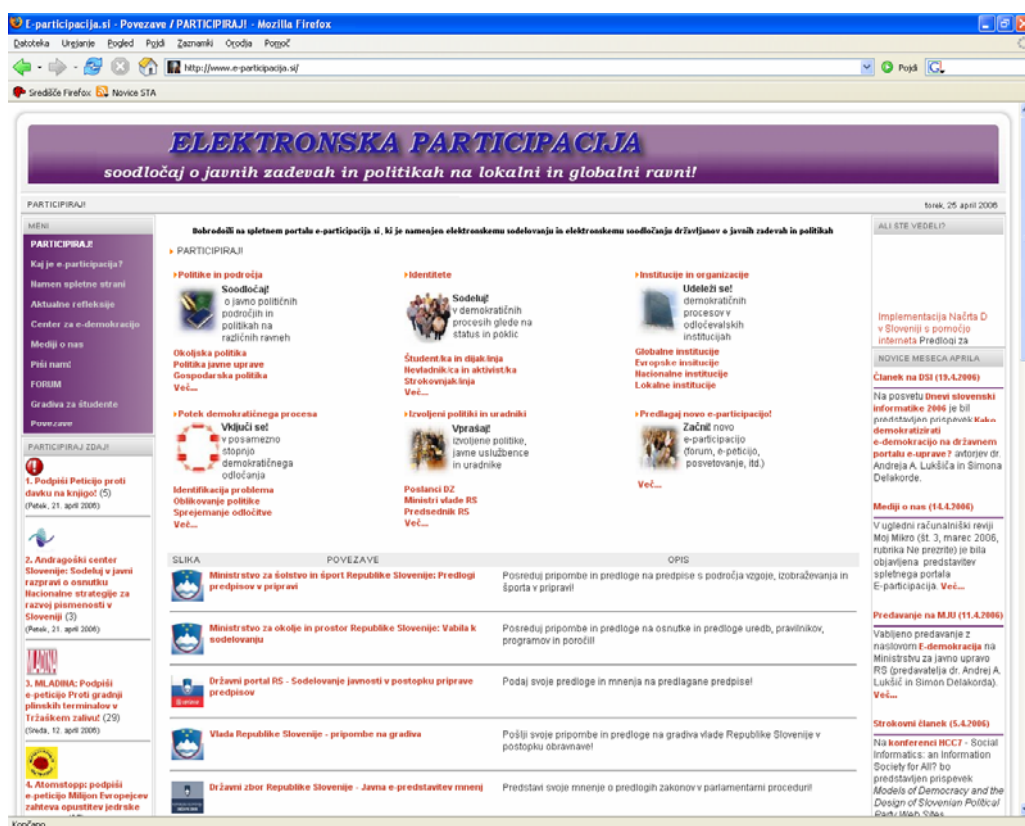 E-participacija.si - Povezave / PARTICIPIRAJ! - Mozilla Firefox
Datoteka Urejanje Pogled Pojdi Zaznamki Orodja Pomoč
http://www.e-participacija.si/
Pojdi
Središče Firefox Novice STA
ELEKTRONSKA PARTICIPACIJA
soodločaj o javnih zadevah in politikah na lokalni in globalni ravni!
PARTICIPIRAJ!
torek, 25 april 2006
MENI
PARTICIPIRAJ!
Kaj je e-participacija?
Namen spletne strani
Aktualne refleksije
Center za e-demokracijo
Mediji o nas
Piši nam!
FORUM
Gradiva za študente
Povezave
PARTICIPIRAJ ZDAJ!
1. Podpiši Peticijo proti
davku na knjigo! (5)
(Petek, 21. april 2006)
2. Andragoški center
Slovenije: Sodeluj v javni
razpravi o osnutku
Nacionalne strategije za
razvoj pismenosti v
Sloveniji (3)
(Petek, 21. april 2006)
MLADINA
3. MLADINA: Podpiši
e-peticijo Proti gradnji
plinskih terminalov v
Tržaškem zalivu! (29)
(Sreda, 12. april 2006)
4. Atomstopp: podpiši
e-peticijo Milijon Evropejcev
zahteva opustitev jedrske
Dobrodošli na spletnem portalu e-participacija si, ki je namenjen elektronskemu sodelovanju in elektronskemu soodločanju državljanov o javnih zadevah in politikah
PARTICIPIRAJ!
Politike in področja
Soodločaj!
o javno političnih
področjih in
politikah na
različnih ravneh
Okoljska politika
Politika javne uprave
Gospodarska politika
Več...
Identitete
Sodeluj!
v demokratičnih
procesih glede na
status in poklic
Študent/ka in dijak/inja
Nevladnik/ca in aktivist/ka
Strokovnjak/inja
Več...
Institucije in organizacije
Udeleži se!
demokratičnih
procesov v
odločevalskih
institucijah
Globalne institucije
Evropske institucije
Nacionalne institucije
Lokalne institucije
Potek demokratičnega procesa
Vključi se!
v posamezno
stopnjo
demokratičnega
odločanja
Identifikacija problema
Oblikovanje politike
Sprejemanje odločitve
Več...
Izvoljeni politiki in uradniki
Vprašaj!
izvoljene politike,
javne uslužbence
in uradnike
Poslanci DZ
Ministri vlade RS
Predsednik RS
Več...
Predlagaj novo e-participacijo!
Začni! novo
e-participacijo
(forum, e-peticijo,
posvetovanje, itd.)
Več...
SLIKA POVEZAVE OPIS
Ministrstvo za šolstvo in šport Republike Slovenije: Predlogi
predpisov v pripravi
Posreduj pripombe in predloge na predpise s področja vzgoje, izobraževanja in
športa v pripravi!
Ministrstvo za okolje in prostor Republike Slovenije: Vabila k
sodelovanju
Posreduj pripombe in predloge na osnutke in predloge uredb, pravilnikov,
programov in poročil!
Državni portal RS - Sodelovanje javnosti v postopku priprave
predpisov
Podaj svoje predloge in mnenja na predlagane predpise!
Vlada Republike Slovenije - pripombe na gradiva
Pošlji svoje pripombe in predloge na gradiva vlade Republike Slovenije v
postopku obravnave!
Državni zbor Republike Slovenije - Javna e-predstavitev mnenj
Predstavi svoje mnenje o predlogih zakonov v parlamentarni proceduri!
ALI STE VEDELI?
Implementacija Načrta D
v Sloveniji s pomočjo
interneta Predlogi za
NOVICE MESECA APRILA
Članek na DSI (19.4.2006)
Na posvetu Dnevi slovenski
informatike 2006 je bil
predstavljen prispevek Kako
demokratizirati
e-demokracijo na državnem
portalu e-uprave? avtorjev dr.
Andreja A. Lukšiča in Simona
Delakorde.
Mediji o nas (14.4.2006)
V ugledni računalniški reviji
Moj Mikro (št. 3, marec 2006,
rubrika Ne prezrite) je bila
objavljena predstavitev
spletnega portala
E-participacija. Več...
Predavanje na MJU (11.4.2006)
Vabljeno predavanje z
naslovom E-demokracija na
Ministrstvu za javno upravo
RS (predavatelja dr. Andrej A.
Lukšič in Simon Delakorda).
Več...
Strokovni članek (5.4.2006)
Na konferenci HCC7 - Social
Informatics: an Information
Society for All? bo
predstavljen prispevek
Models of Democracy and the
Design of Slovenian Political
Party Web Sites
Končano